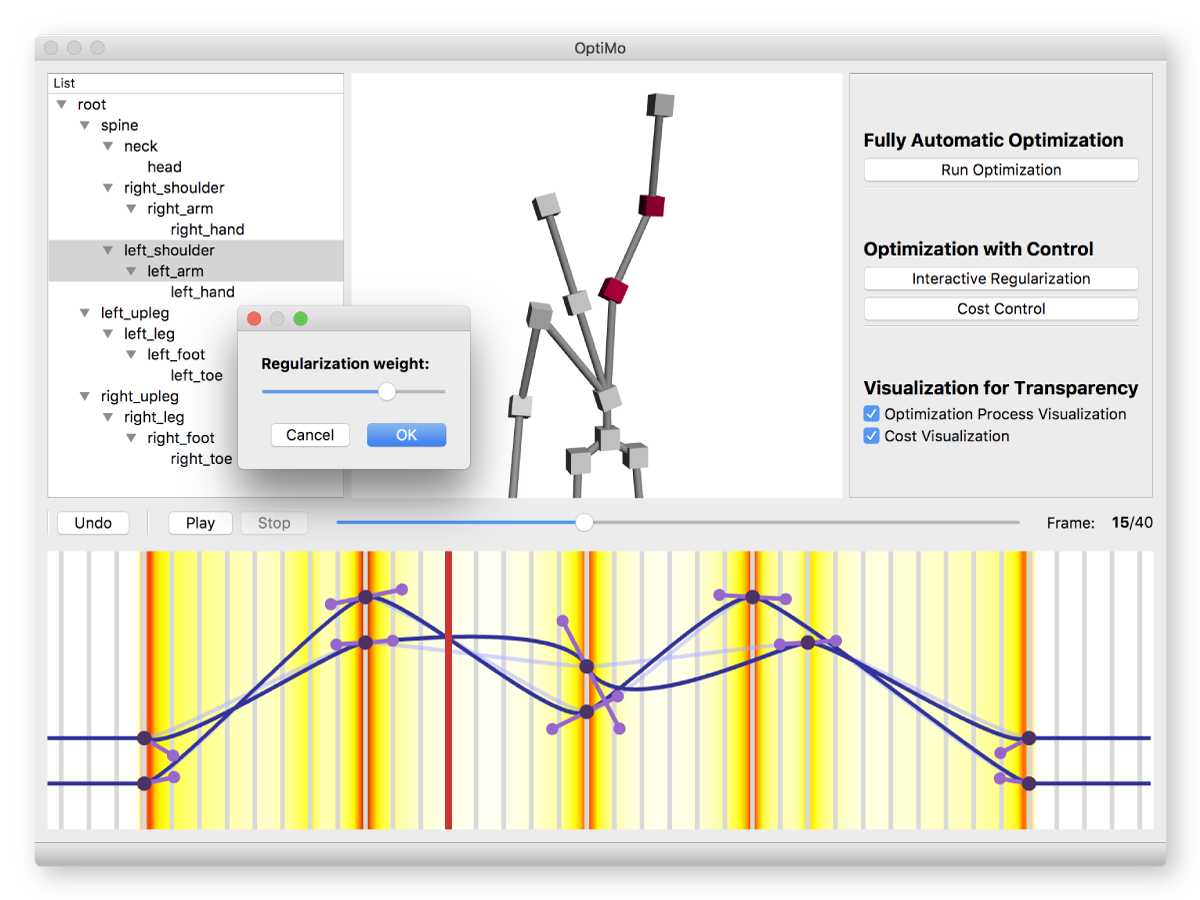 OptiMo
List
root
spine
neck
head
right_shoulder
right_arm
right_hand
left_shoulder
left_arm
left_hand
left_upleg
left_leg
left_foot
left_toe
right_upleg
right_leg
right_foot
right_toe
Regularization weight:
Cancel
OK
Fully Automatic Optimization
Run Optimization
Optimization with Control
Interactive Regularization
Cost Control
Visualization for Transparency
Optimization Process Visualization
Cost Visualization
Undo
Play
Stop
Frame: 15/40